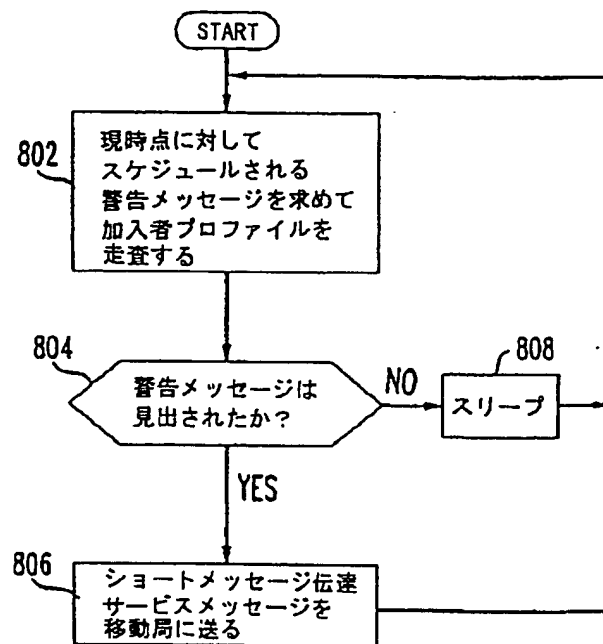 START
802
現時点に対して
スケジュールされる
警告メッセージを求めて
加入者プロファイルを
走査する
804
警告メッセージは
見出されたか?
NO
808
スリープ
YES
806
ショートメッセージ伝達
サービスメッセージを
移動局に送る